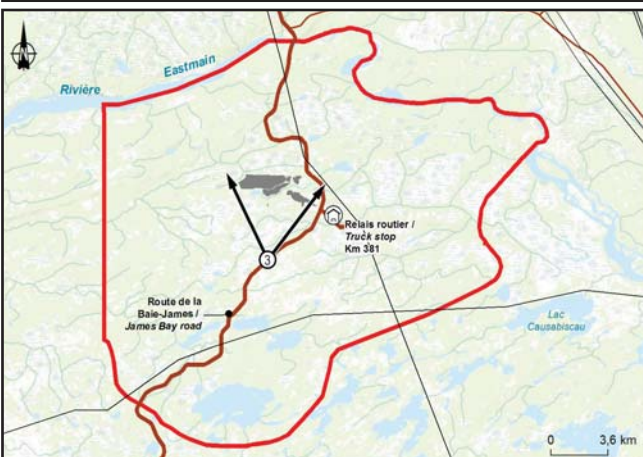 N
Rivière
Eastmain
Relais routier /
Truck stop
Km 381
3
Route de la
Baie-James /
James Bay road
Lac
Causabiscau
0 3,6 km